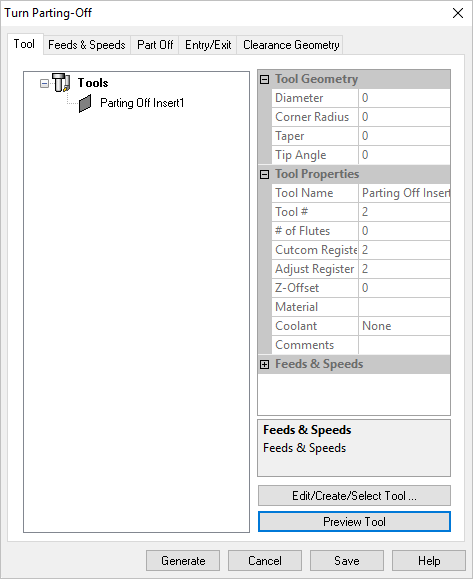 Turn Parting-Off
Tool Feeds & Speeds Part Off Entry/Exit Clearance Geometry
Tools
Parting Off Insert1
Tool Geometry
Diameter 0
Corner Radius 0
Taper 0
Tip Angle 0
Tool Properties
Tool Name Parting Off Insert
Tool # 2
# of Flutes 0
Cutcom Registe 2
Adjust Register 2
Z-Offset 0
Material
Coolant None
Comments
Feeds & Speeds
Feeds & Speeds
Feeds & Speeds
Edit/Create/Select Tool ...
Preview Tool
Generate Cancel Save Help